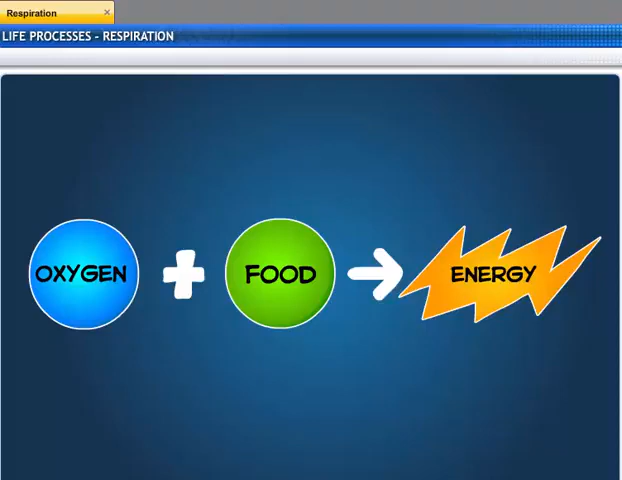 Respiration
LIFE PROCESSES - RESPIRATION
OXYGEN + FOOD → ENERGY